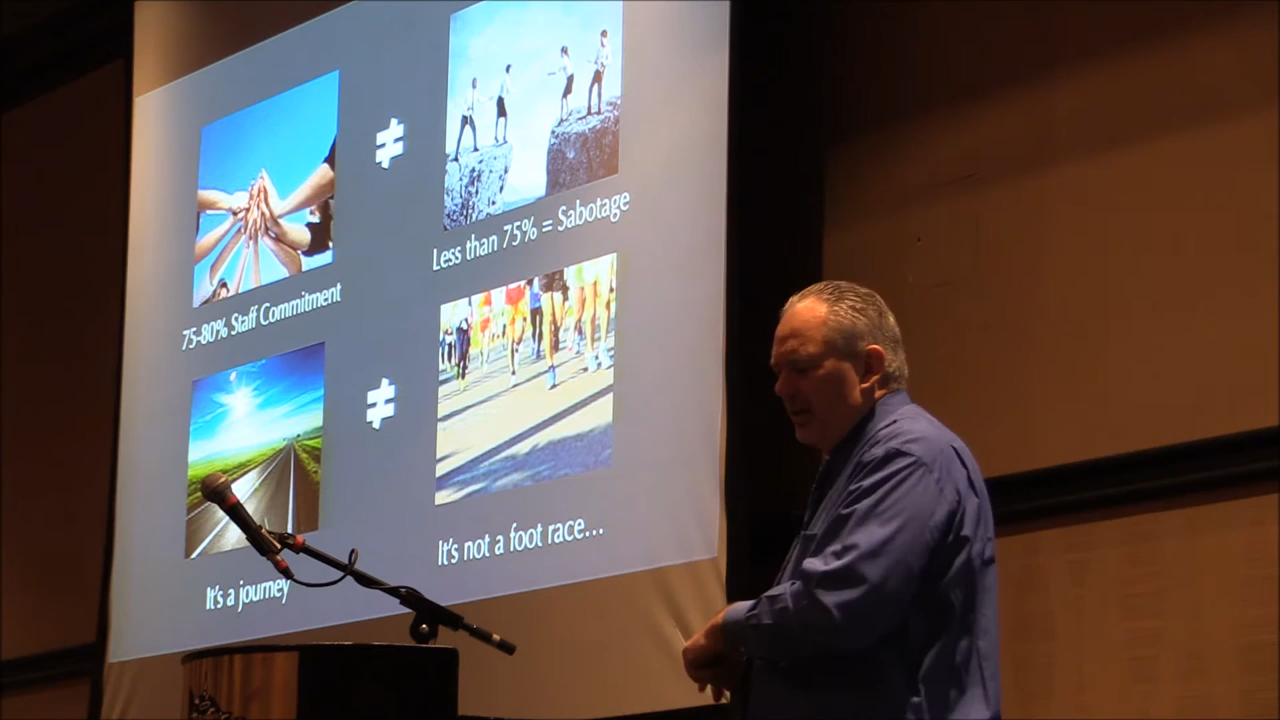 ≠
Less than 75% = Sabotage
75-80% Staff Commitment
≠
It's not a foot race...
It's a journey